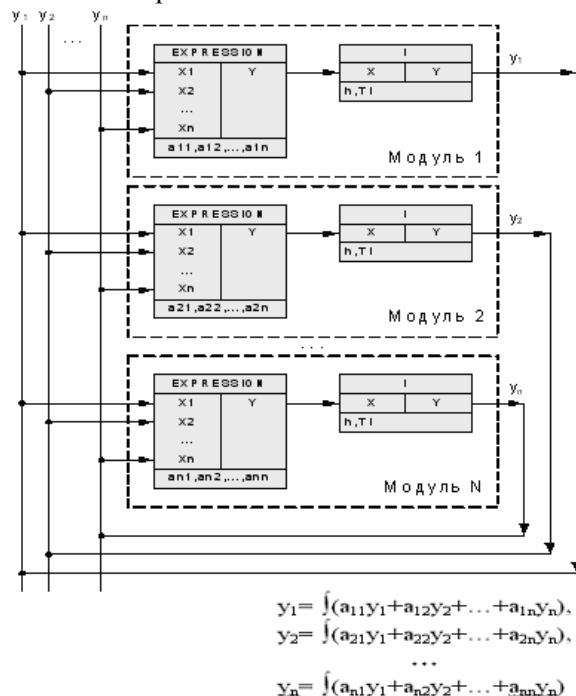 y₁ y₂ yₙ
...
EXPRESSION I
X1 Y X Y y₁
X2 h,TI
...
Xn
a11,a12,...,a1n
Модуль 1
EXPRESSION I
X1 Y X Y y₂
X2 h,TI
...
Xn
a21,a22,...,a2n
Модуль 2
...
EXPRESSION I
X1 Y X Y yₙ
X2 h,TI
...
Xn
an1,an2,...,ann
Модуль N
y₁= ∫(a₁₁y₁+a₁₂y₂+...+a₁ₙyₙ),
y₂= ∫(a₂₁y₁+a₂₂y₂+...+a₂ₙyₙ),
...
yₙ= ∫(aₙ₁y₁+aₙ₂y₂+...+aₙₙyₙ)